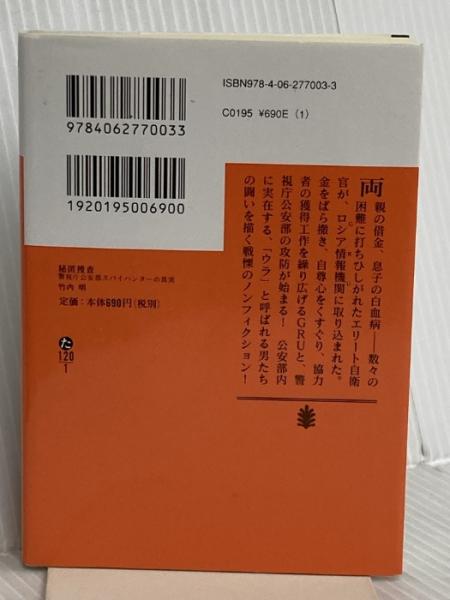 ISBN978-4-06-277003-3
C0195 ¥690E (1)
9784062770033
1920195006900
両親の借金、息子の白血病――数々の
困難に打ちひしがれたエリート自衛
官が、ロシア情報機関に取り込まれた。
金をばら撒き、自尊心をくすぐり、協力
者の獲得工作を繰り広げるGRUと、警
視庁公安部の攻防が始まる! 公安部内
に実在する、「ウラ」と呼ばれる男たち
の闘いを描く戦慄のノンフィクション!
秘匿捜査
警視庁公安部スパイハンターの真実
竹内 明
定価:本体690円(税別)
た
120
1